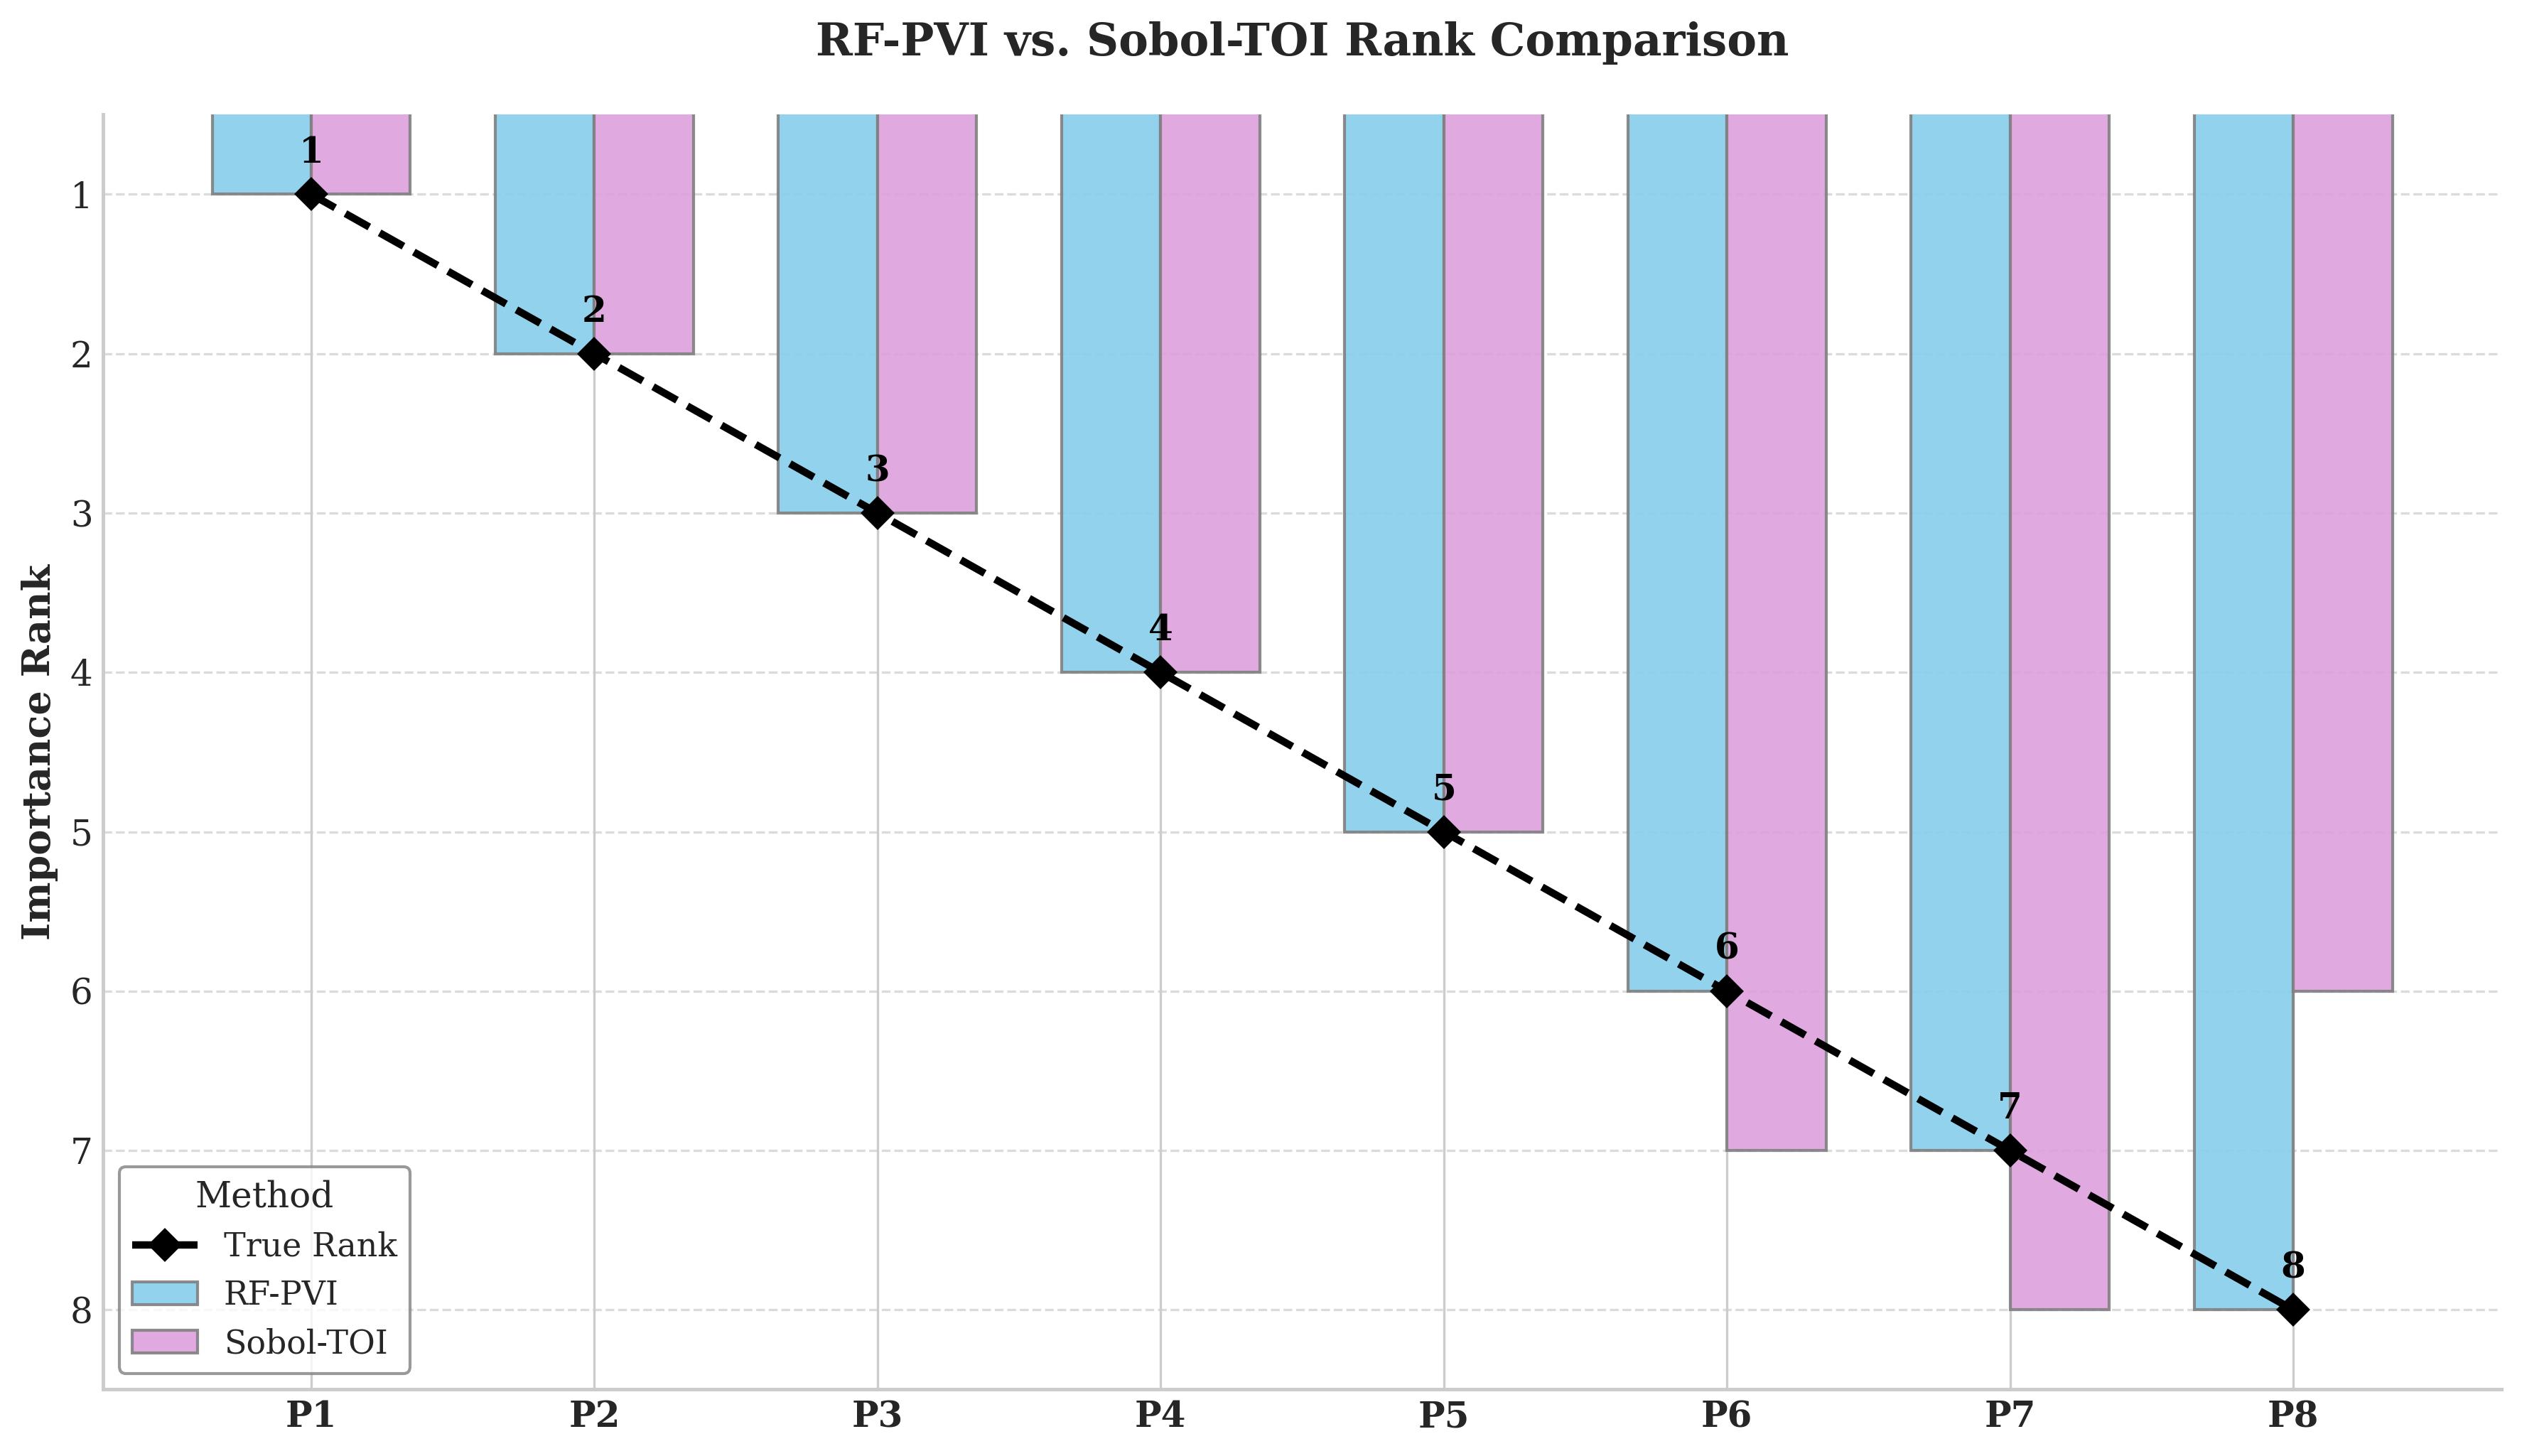 RF-PVI vs. Sobol-TOI Rank Comparison
Importance Rank
1
2
3
4
5
6
7
8
1
2
3
4
5
6
7
8
Method
True Rank
RF-PVI
Sobol-TOI
P1 P2 P3 P4 P5 P6 P7 P8